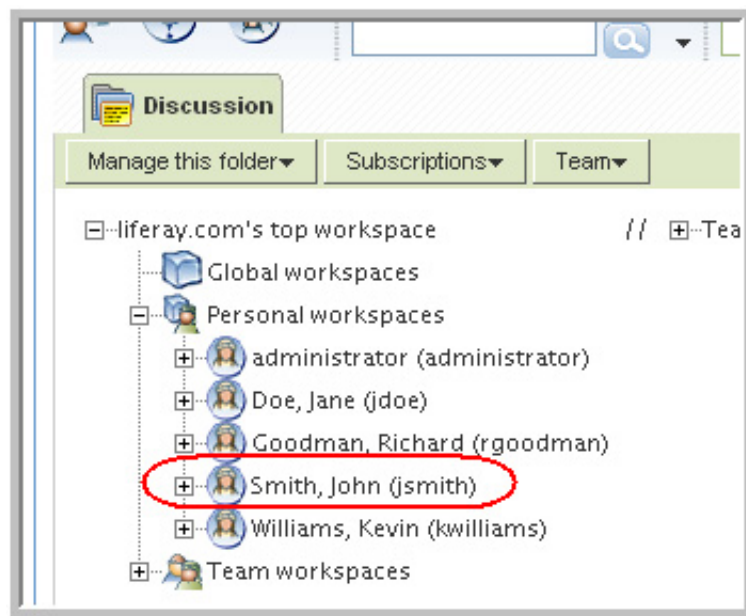 Discussion
Manage this folder Subscriptions Team
liferay.com's top workspace // Tea
Global workspaces
Personal workspaces
administrator (administrator)
Doe, Jane (jdoe)
Goodman, Richard (rgoodman)
Smith, John (jsmith)
Williams, Kevin (kwilliams)
Team workspaces